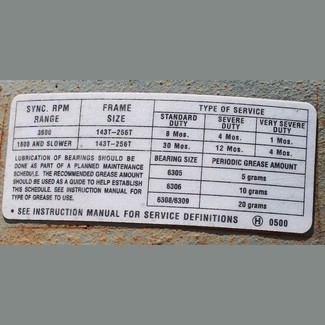 SYNC. RPM RANGE FRAME SIZE TYPE OF SERVICE
STANDARD DUTY SEVERE DUTY VERY SEVERE DUTY
3600 143T-256T 8 Mos. 4 Mos. 1 Mos.
1800 AND SLOWER 143T-256T 30 Mos. 12 Mos. 4 Mos.
LUBRICATION OF BEARINGS SHOULD BE
DONE AS PART OF A PLANNED MAINTENANCE
SCHEDULE. THE RECOMMENDED GREASE AMOUNT
SHOULD BE USED AS A GUIDE TO HELP ESTABLISH
THIS SCHEDULE. SEE INSTRUCTION MANUAL FOR
TYPE OF GREASE TO USE.
BEARING SIZE PERIODIC GREASE AMOUNT
6305 5 grams
6306 10 grams
6308/6309 20 grams
• SEE INSTRUCTION MANUAL FOR SERVICE DEFINITIONS H 0500